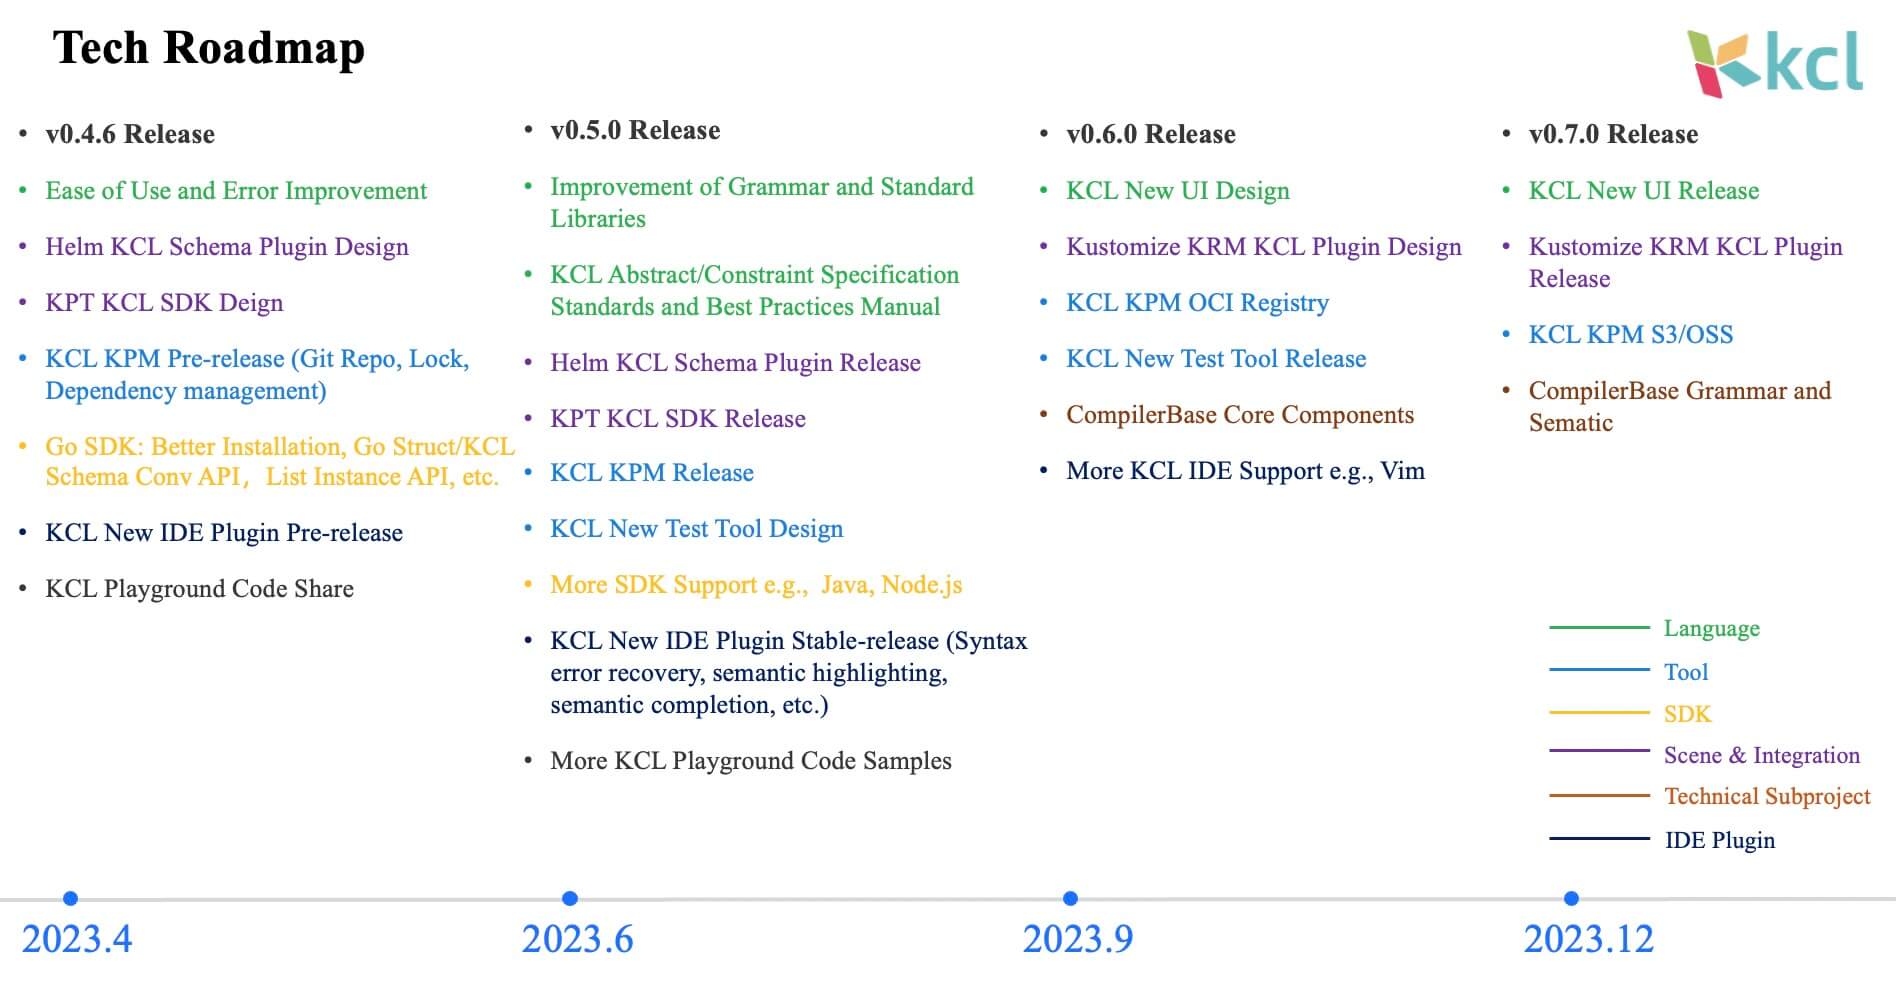 Tech Roadmap
kcl
• v0.4.6 Release
• Ease of Use and Error Improvement
• Helm KCL Schema Plugin Design
• KPT KCL SDK Deign
• KCL KPM Pre-release (Git Repo, Lock,
Dependency management)
• Go SDK: Better Installation, Go Struct/KCL
Schema Conv API， List Instance API, etc.
• KCL New IDE Plugin Pre-release
• KCL Playground Code Share
• v0.5.0 Release
• Improvement of Grammar and Standard
Libraries
• KCL Abstract/Constraint Specification
Standards and Best Practices Manual
• Helm KCL Schema Plugin Release
• KPT KCL SDK Release
• KCL KPM Release
• KCL New Test Tool Design
• More SDK Support e.g., Java, Node.js
• KCL New IDE Plugin Stable-release (Syntax
error recovery, semantic highlighting,
semantic completion, etc.)
• More KCL Playground Code Samples
• v0.6.0 Release
• KCL New UI Design
• Kustomize KRM KCL Plugin Design
• KCL KPM OCI Registry
• KCL New Test Tool Release
• CompilerBase Core Components
• More KCL IDE Support e.g., Vim
• v0.7.0 Release
• KCL New UI Release
• Kustomize KRM KCL Plugin
Release
• KCL KPM S3/OSS
• CompilerBase Grammar and
Sematic
Language
Tool
SDK
Scene & Integration
Technical Subproject
IDE Plugin
2023.4
2023.6
2023.9
2023.12